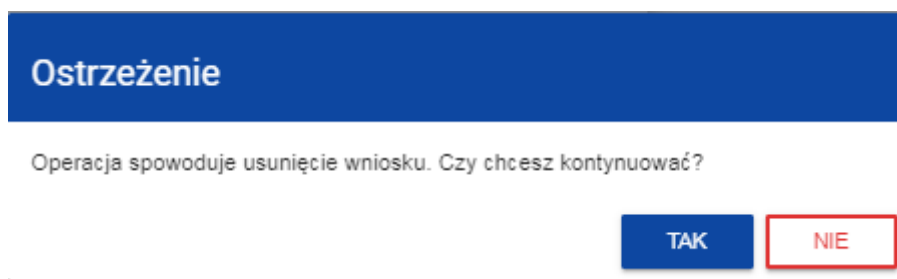 Ostrzeżenie
Operacja spowoduje usunięcie wniosku. Czy chcesz kontynuować?
TAK NIE